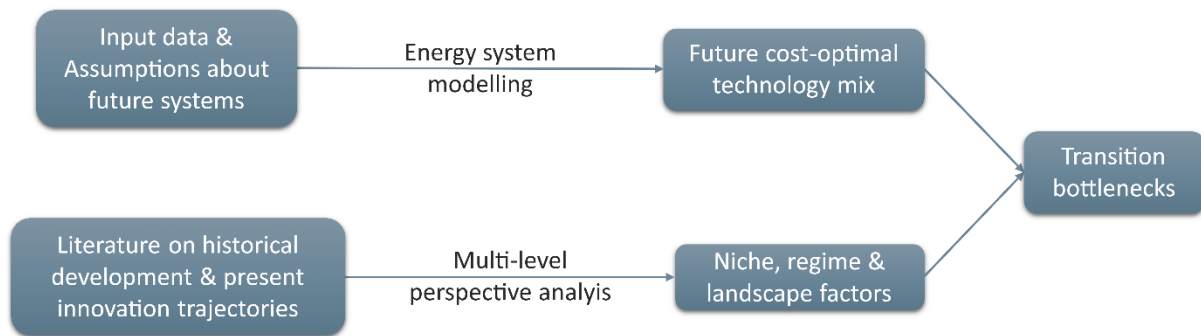 Input data &
Assumptions about
future systems
Energy system
modelling
Future cost-optimal
technology mix
Transition
bottlenecks
Literature on historical
development & present
innovation trajectories
Multi-level
perspective analyis
Niche, regime &
landscape factors